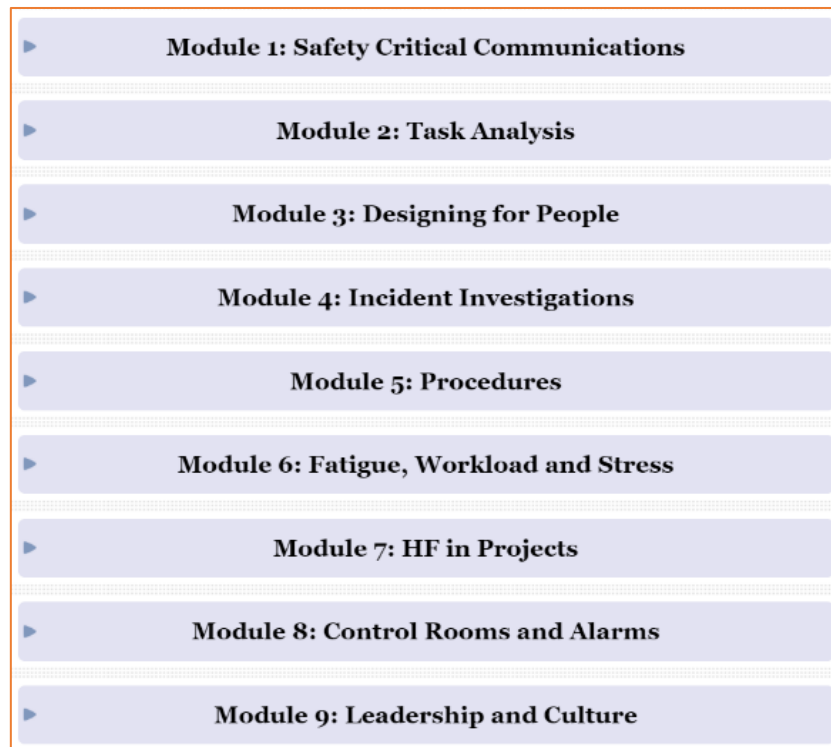 Module 1: Safety Critical Communications
Module 2: Task Analysis
Module 3: Designing for People
Module 4: Incident Investigations
Module 5: Procedures
Module 6: Fatigue, Workload and Stress
Module 7: HF in Projects
Module 8: Control Rooms and Alarms
Module 9: Leadership and Culture